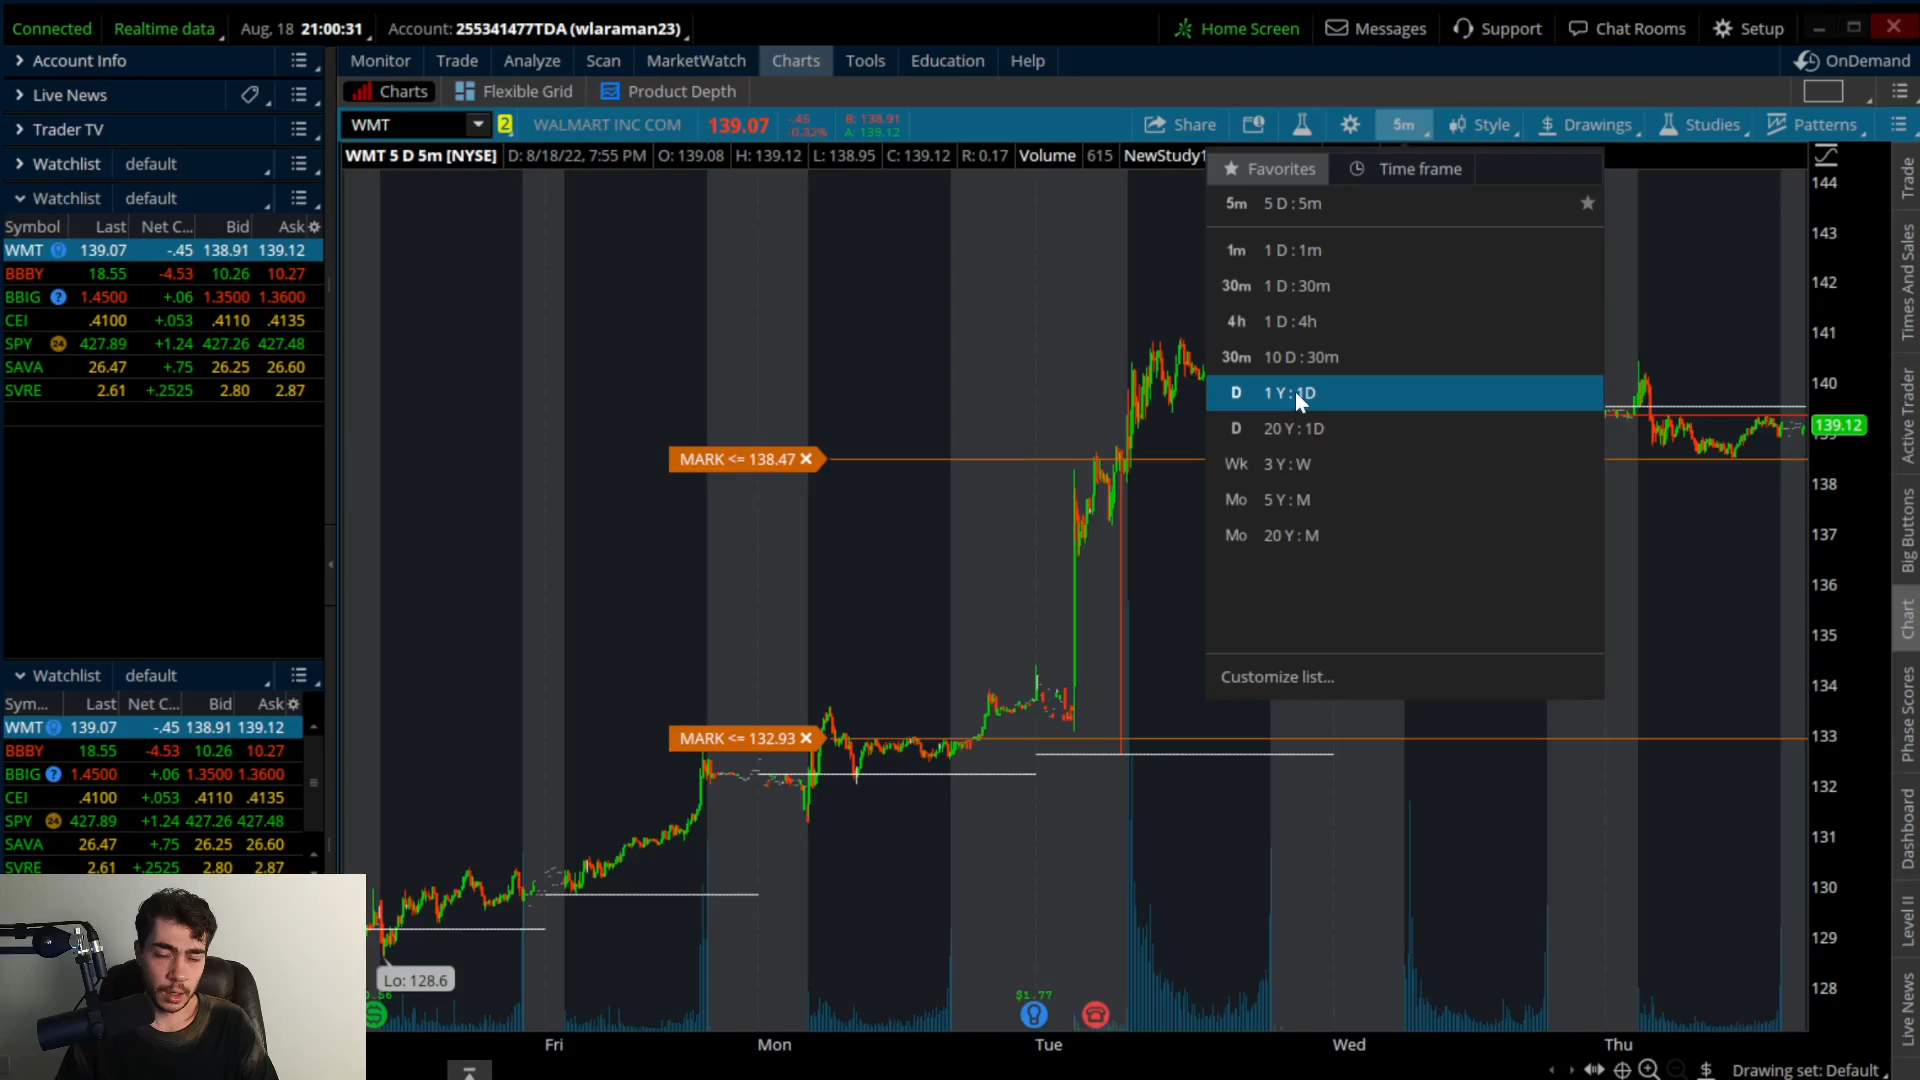 Connected Realtime data Aug, 18 21:00:31 Account: 255341477TDA (wlaraman23) Home Screen Messages Support Chat Rooms Setup
Account Info
Live News
Trader TV
Watchlist default
Watchlist default
Symbol Last Net C... Bid Ask
WMT 139.07 -.45 138.91 139.12
BBBY 18.55 -4.53 10.26 10.27
BBIG 1.4500 +.06 1.3500 1.3600
CEI .4100 +.053 .4110 .4135
SPY 24 427.89 +1.24 427.26 427.48
SAVA 26.47 +.75 26.25 26.60
SVRE 2.61 +.2525 2.80 2.87
Watchlist default
Sym... Last Net C... Bid Ask
WMT 139.07 -.45 138.91 139.12
BBBY 18.55 -4.53 10.26 10.27
BBIG 1.4500 +.06 1.3500 1.3600
CEI .4100 +.053 .4110 .4135
SPY 24 427.89 +1.24 427.26 427.48
SAVA 26.47 +.75 26.25 26.60
SVRE 2.61 +.2525 2.80 2.87
Monitor Trade Analyze Scan MarketWatch Charts Tools Education Help OnDemand
Charts Flexible Grid Product Depth
WMT 2 WALMART INC COM 139.07 -.45 -0.32% B: 138.91 A: 139.12 Share 5m Style Drawings Studies Patterns
WMT 5 D 5m [NYSE] D: 8/18/22, 7:55 PM O: 139.08 H: 139.12 L: 138.95 C: 139.12 R: 0.17 Volume 615 NewStudy1
Favorites Time frame
5m 5 D : 5m
1m 1 D : 1m
30m 1 D : 30m
4h 1 D : 4h
30m 10 D : 30m
D 1 Y : 1D
D 20 Y : 1D
Wk 3 Y : W
Mo 5 Y : M
Mo 20 Y : M
Customize list...
MARK <= 138.47
MARK <= 132.93
Lo: 128.6
$1.77
144
143
142
141
140
139.12
138
137
136
135
134
133
132
131
130
129
128
Fri Mon Tue Wed Thu
Drawing set: Default
Trade
Times And Sales
Active Trader
Big Buttons
Chart
Phase Scores
Dashboard
Level II
Live News